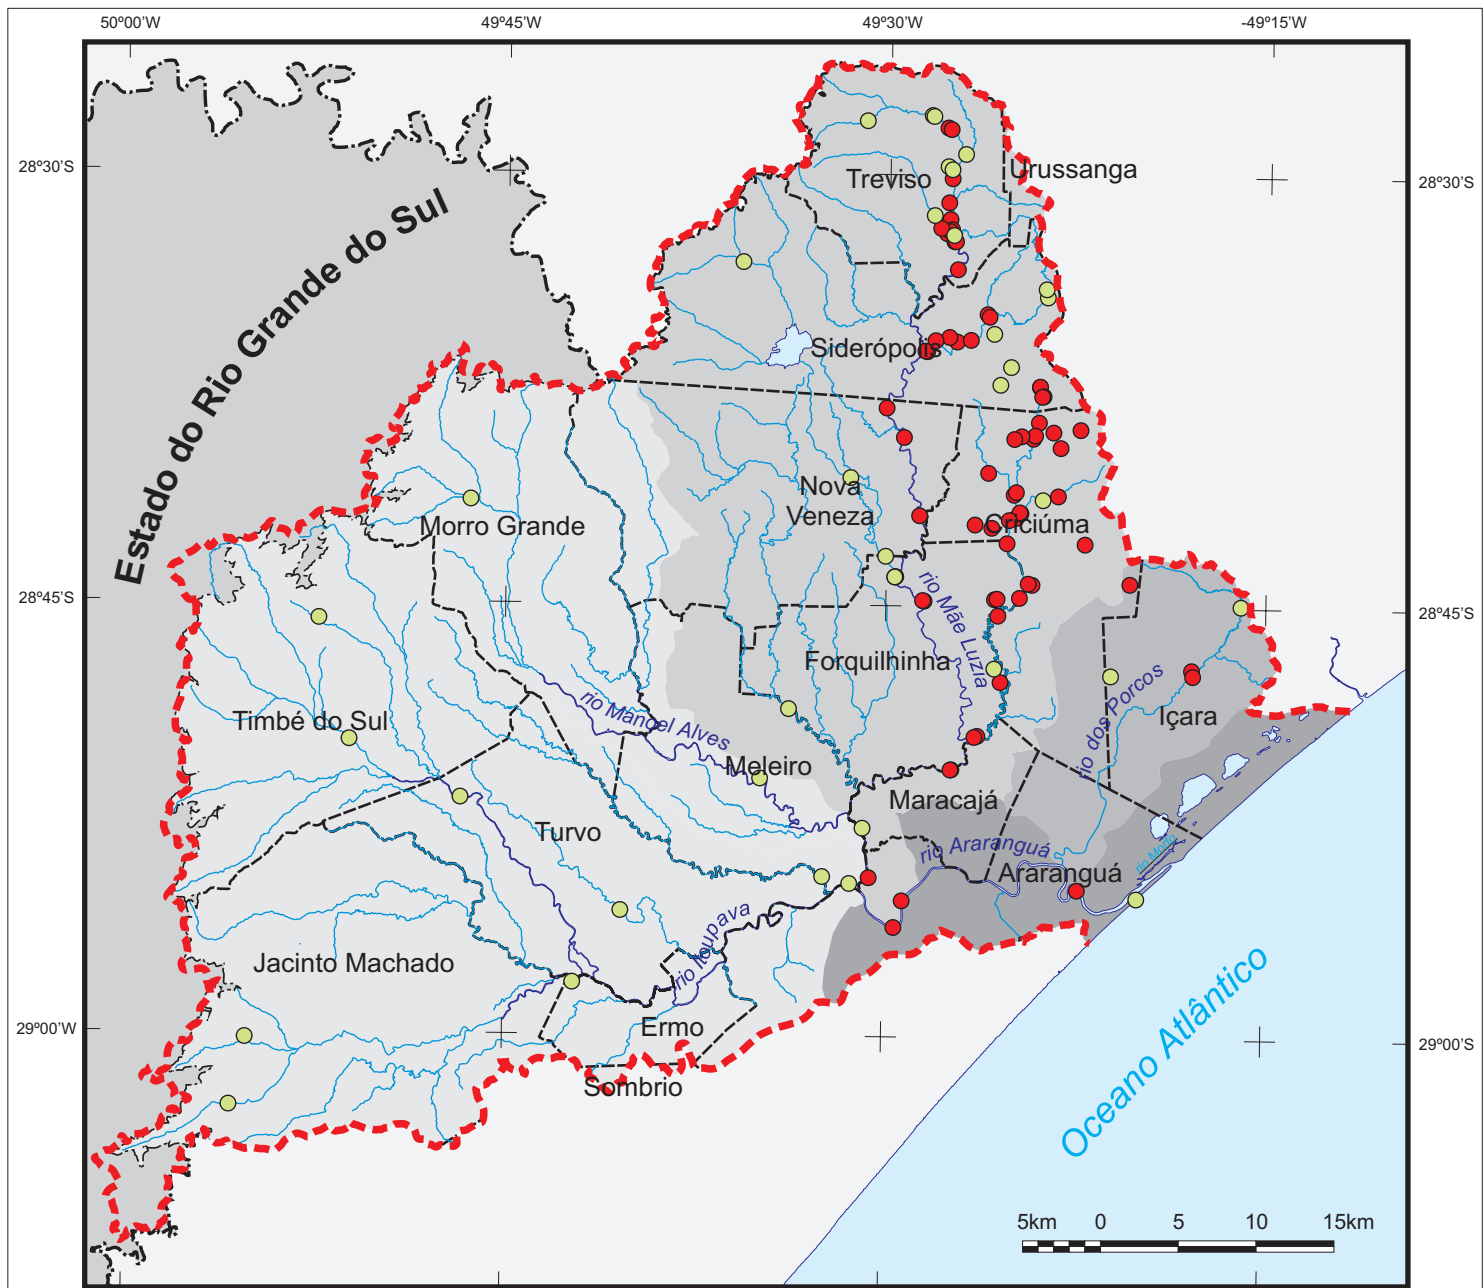 50°00'W
49°45'W
49°30'W
-49°15'W
28°30'S
28°30'S
Urussanga
Treviso
Estado do Rio Grande do Sul
Siderópolis
Nova
Veneza
Morro Grande
Criciúma
28°45'S
28°45'S
rio Mãe Luzia
Forquilhinha
rio dos Porcos
Içara
Timbé do Sul
rio Manoel Alves
Meleiro
Maracajá
Turvo
rio Araranguá
rio Morro
Araranguá
rio Itoupava
Jacinto Machado
Ermo
29°00'W
29°00'S
Sombrio
Oceano Atlântico
5km 0 5 10 15km